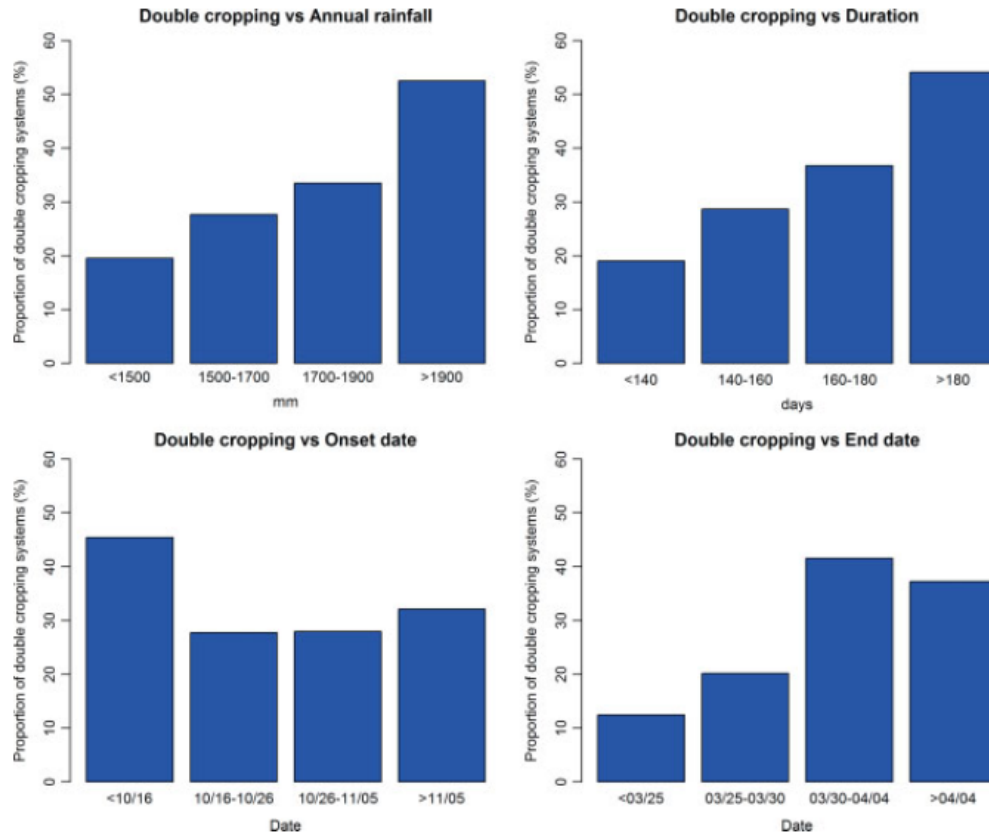 Double cropping vs Annual rainfall
Proportion of double cropping systems (%)
60
50
40
30
20
10
0
<1500 1500-1700 1700-1900 >1900
mm
Double cropping vs Duration
Proportion of double cropping systems (%)
60
50
40
30
20
10
0
<140 140-160 160-180 >180
days
Double cropping vs Onset date
Proportion of double cropping systems (%)
60
50
40
30
20
10
0
<10/16 10/16-10/26 10/26-11/05 >11/05
Date
Double cropping vs End date
Proportion of double cropping systems (%)
60
50
40
30
20
10
0
<03/25 03/25-03/30 03/30-04/04 >04/04
Date